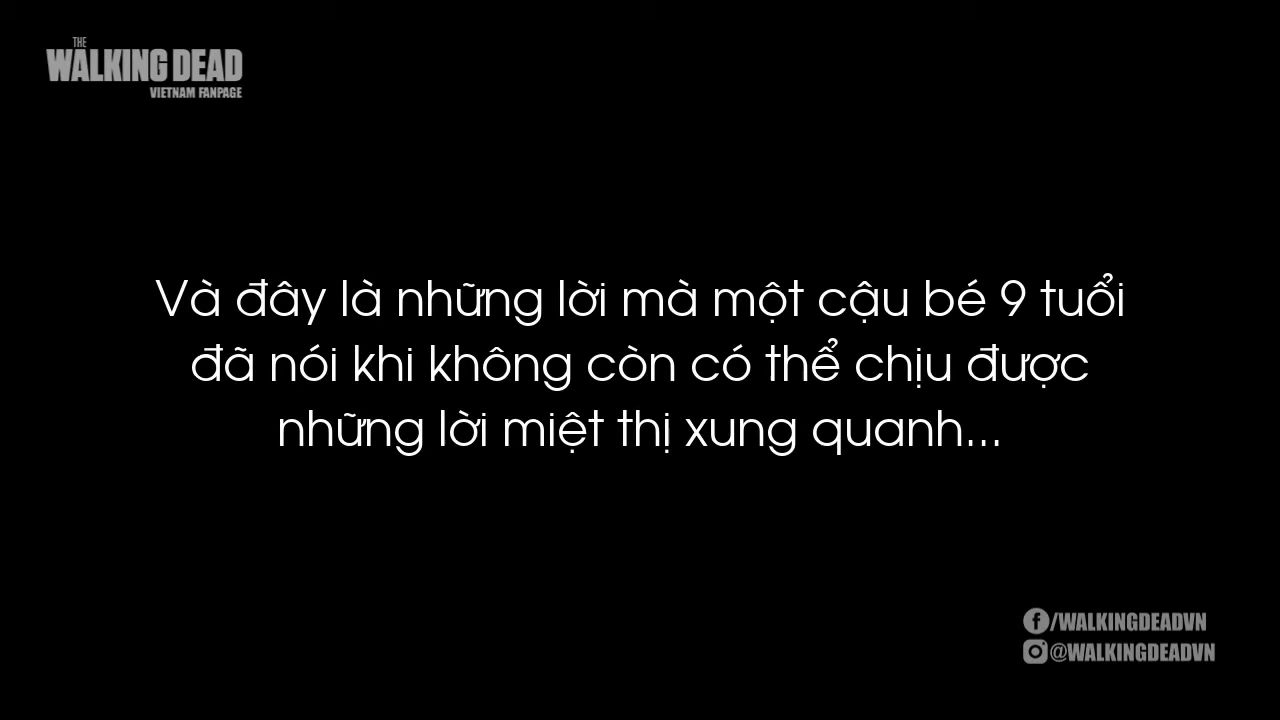 THE
WALKING DEAD
VIETNAM FANPAGE
Và đây là những lời mà một cậu bé 9 tuổi
đã nói khi không còn có thể chịu được
những lời miệt thị xung quanh...
/WALKINGDEADVN
@WALKINGDEADVN